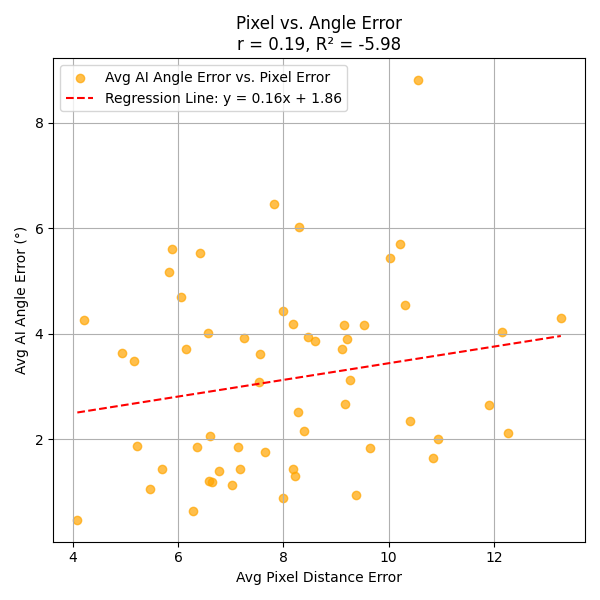 Pixel vs. Angle Error
r = 0.19, R² = -5.98
Avg AI Angle Error vs. Pixel Error
Regression Line: y = 0.16x + 1.86
Avg AI Angle Error (°)
8
6
4
2
4 6 8 10 12
Avg Pixel Distance Error